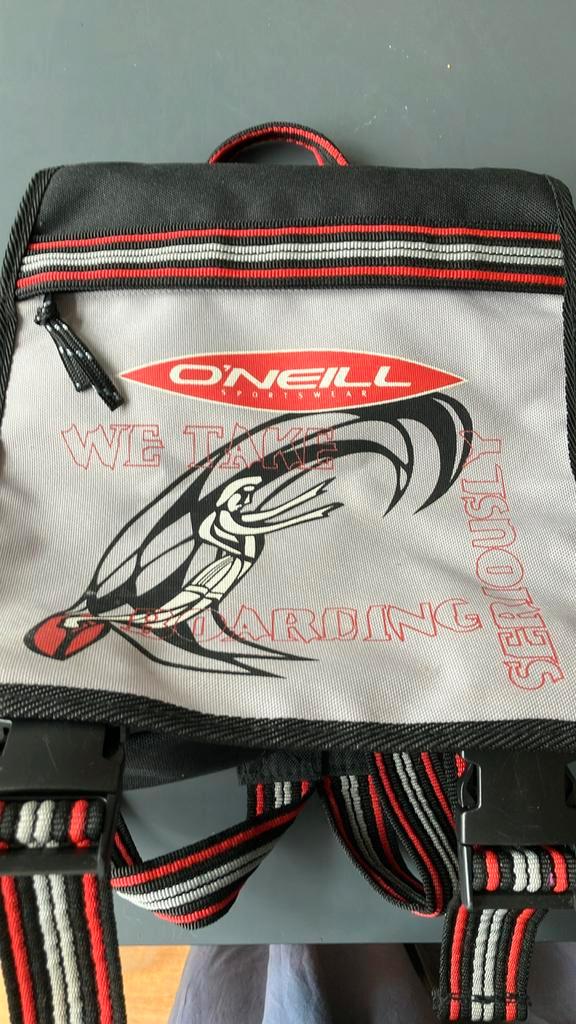 O'NEILL
SPORTSWEAR
WE TAKE
BOARDING
SERIOUSLY